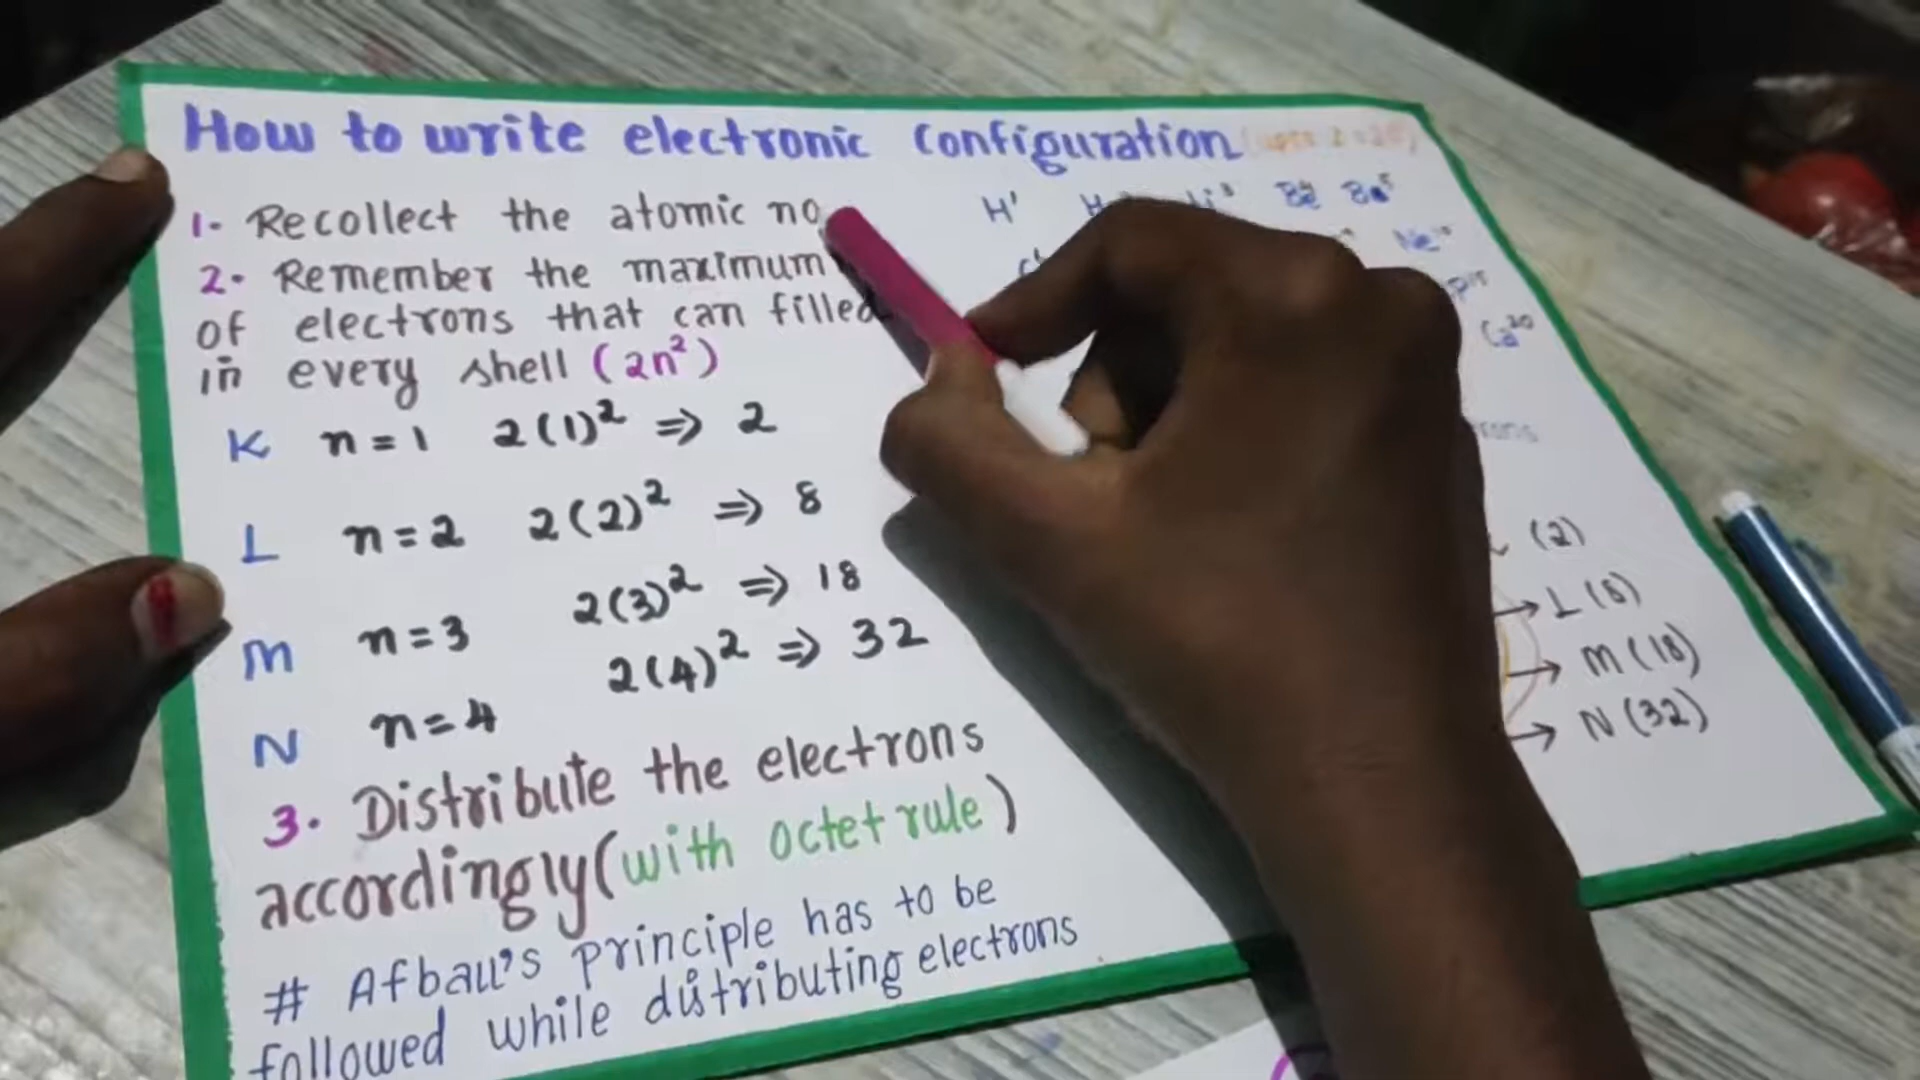 How to write electronic configuration
1. Recollect the atomic no
2. Remember the maximum
of electrons that can filled
in every shell (2n²)
K n=1 2(1)² ⇒ 2
L n=2 2(2)² ⇒ 8
M n=3 2(3)² ⇒ 18
N n=4 2(4)² ⇒ 32
3. Distribute the electrons
accordingly (with octet rule)
# Afbau's principle has to be
followed while distributing electrons
H¹
Ne¹⁰
Ca²⁰
(2)
→ L (8)
→ M (18)
→ N (32)